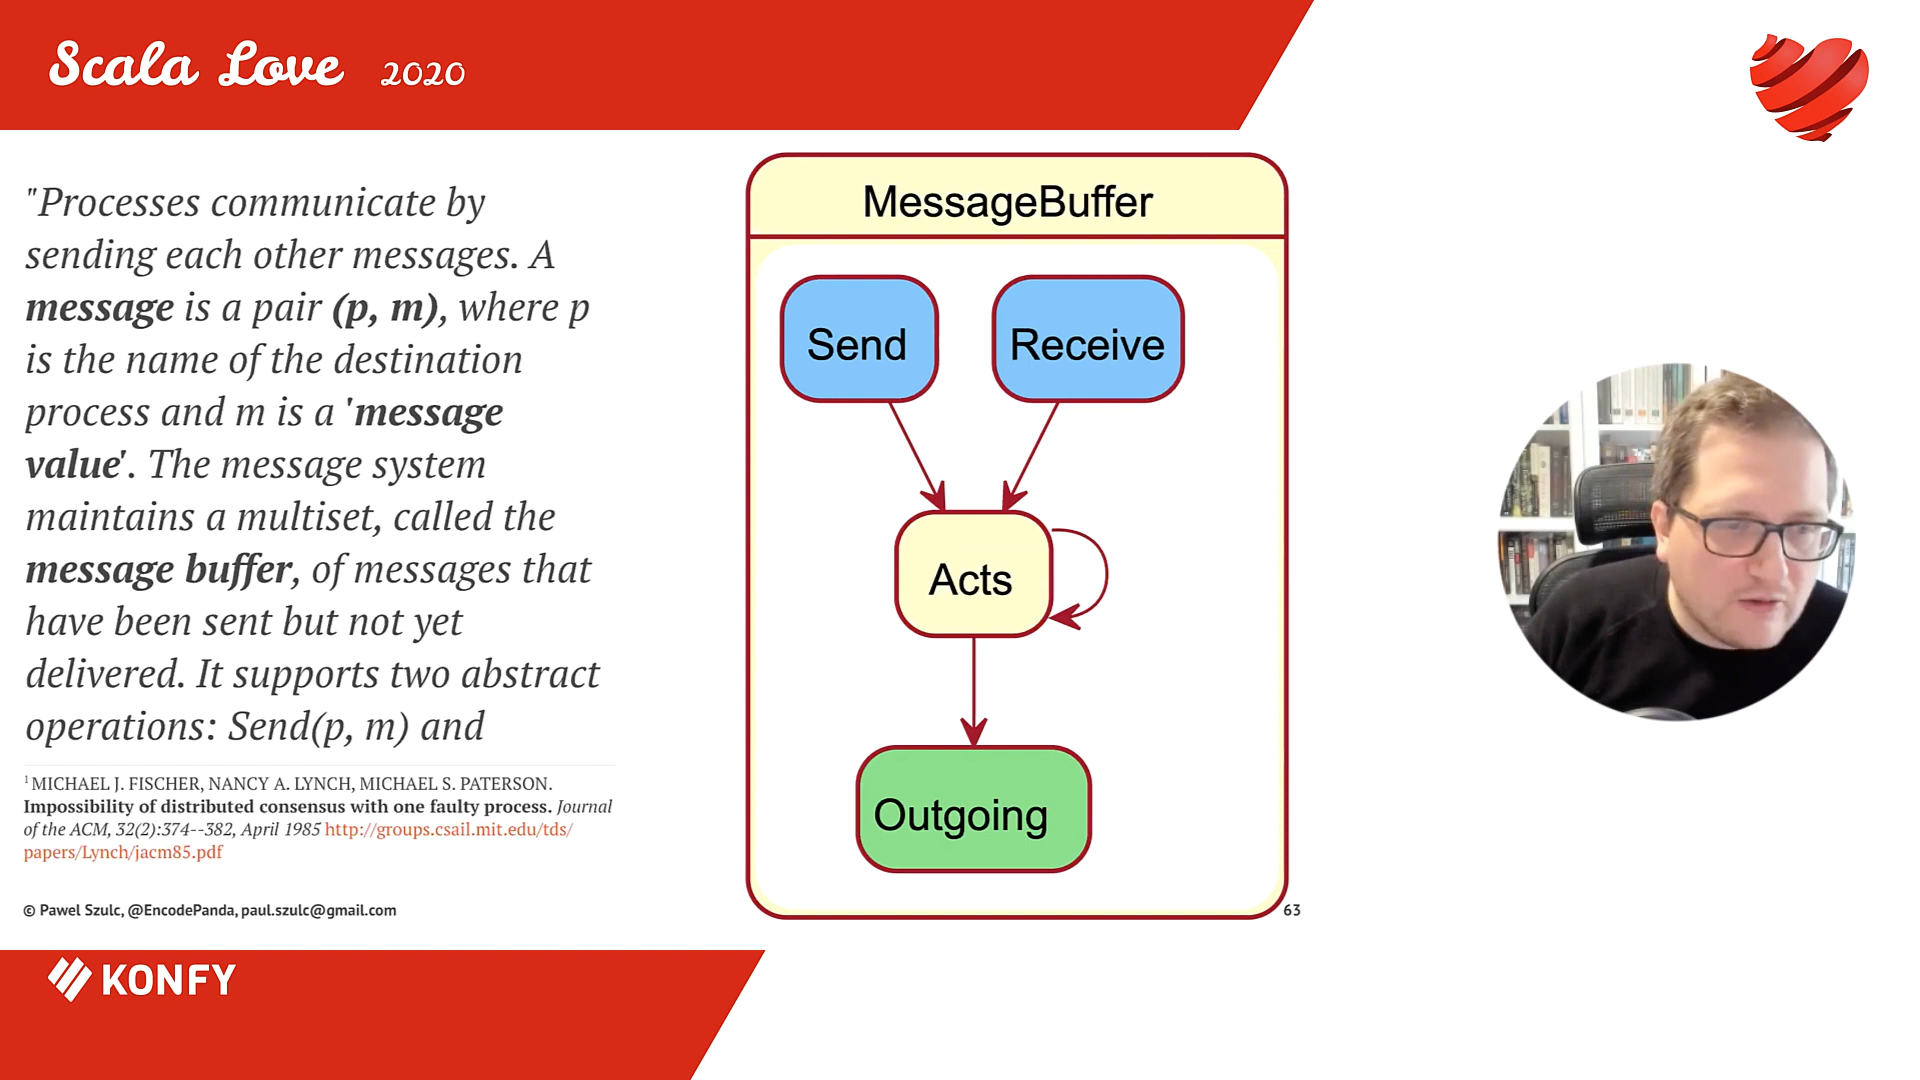 Scala Love 2020
"Processes communicate by
sending each other messages. A
message is a pair (p, m), where p
is the name of the destination
process and m is a 'message
value'. The message system
maintains a multiset, called the
message buffer, of messages that
have been sent but not yet
delivered. It supports two abstract
operations: Send(p, m) and
1 MICHAEL J. FISCHER, NANCY A. LYNCH, MICHAEL S. PATERSON.
Impossibility of distributed consensus with one faulty process. Journal
of the ACM, 32(2):374--382, April 1985 http://groups.csail.mit.edu/tds/
papers/Lynch/jacm85.pdf
© Pawel Szulc, @EncodePanda, paul.szulc@gmail.com
MessageBuffer
Send
Receive
Acts
Outgoing
63
KONFY